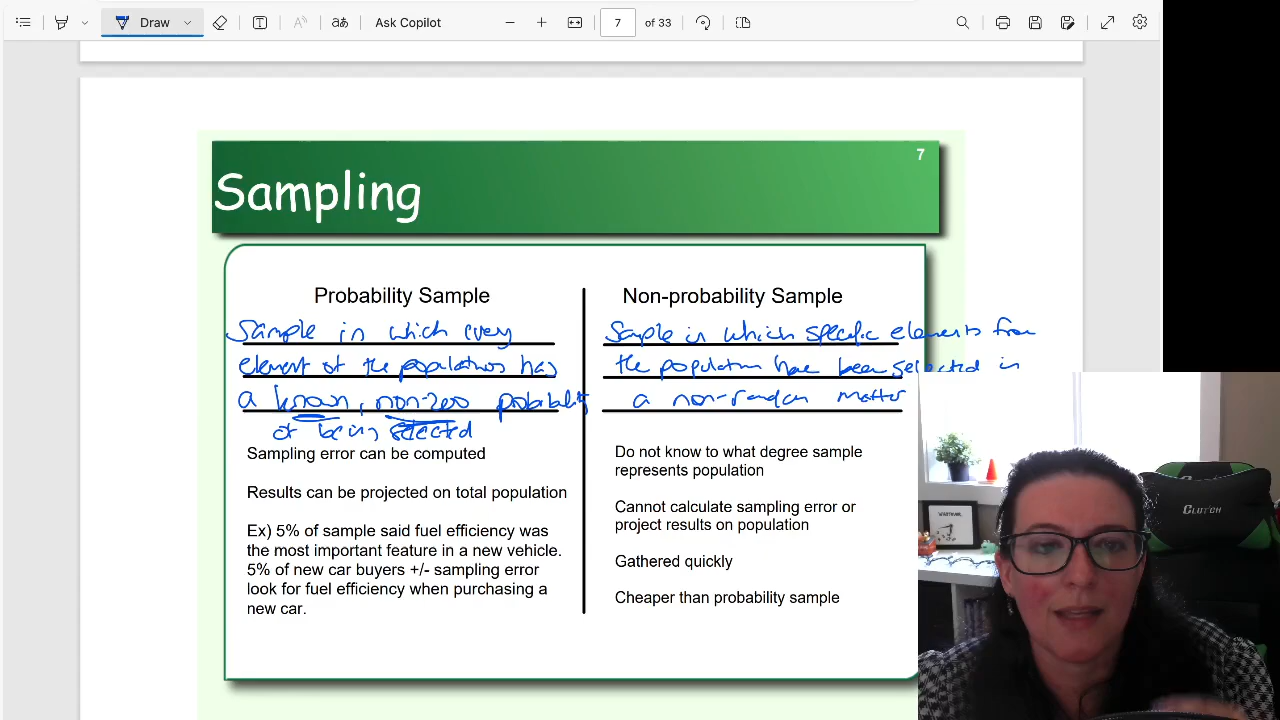 Draw
Ask Copilot
7
of 33
7
Sampling
Probability Sample
Sample in which every
element of the population has
a known, non-zero probability
of being selected
Sampling error can be computed
Results can be projected on total population
Ex) 5% of sample said fuel efficiency was
the most important feature in a new vehicle.
5% of new car buyers +/- sampling error
look for fuel efficiency when purchasing a
new car.
Non-probability Sample
Sample in which specific elements from
the population have been selected in
a non-random matter
Do not know to what degree sample
represents population
Cannot calculate sampling error or
project results on population
Gathered quickly
Cheaper than probability sample
CLUTCH